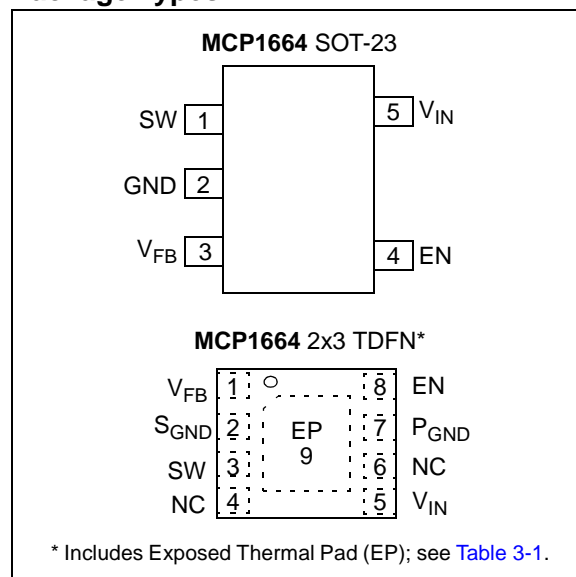 Package Types
MCP1664 SOT-23
SW 1
5 VIN
GND 2
VFB 3
4 EN
MCP1664 2x3 TDFN*
VFB 1
8 EN
SGND 2
EP
7 PGND
9
SW 3
6 NC
NC 4
5 VIN
* Includes Exposed Thermal Pad (EP); see Table 3-1.